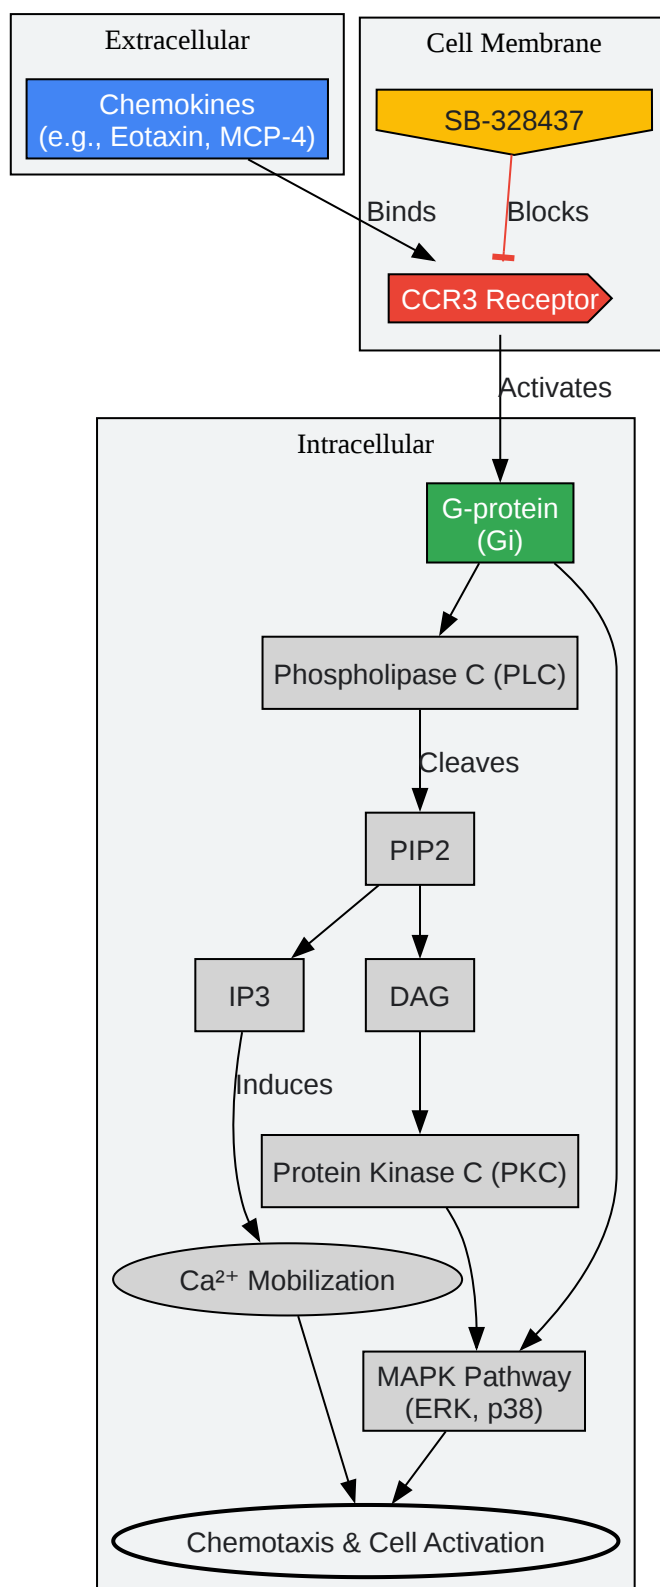 Extracellular
Cell Membrane
Chemokines
(e.g., Eotaxin, MCP-4)
SB-328437
Binds
Blocks
CCR3 Receptor
Activates
Intracellular
G-protein
(Gi)
Phospholipase C (PLC)
Cleaves
PIP2
IP3
DAG
Induces
Protein Kinase C (PKC)
Ca²⁺ Mobilization
MAPK Pathway
(ERK, p38)
Chemotaxis & Cell Activation